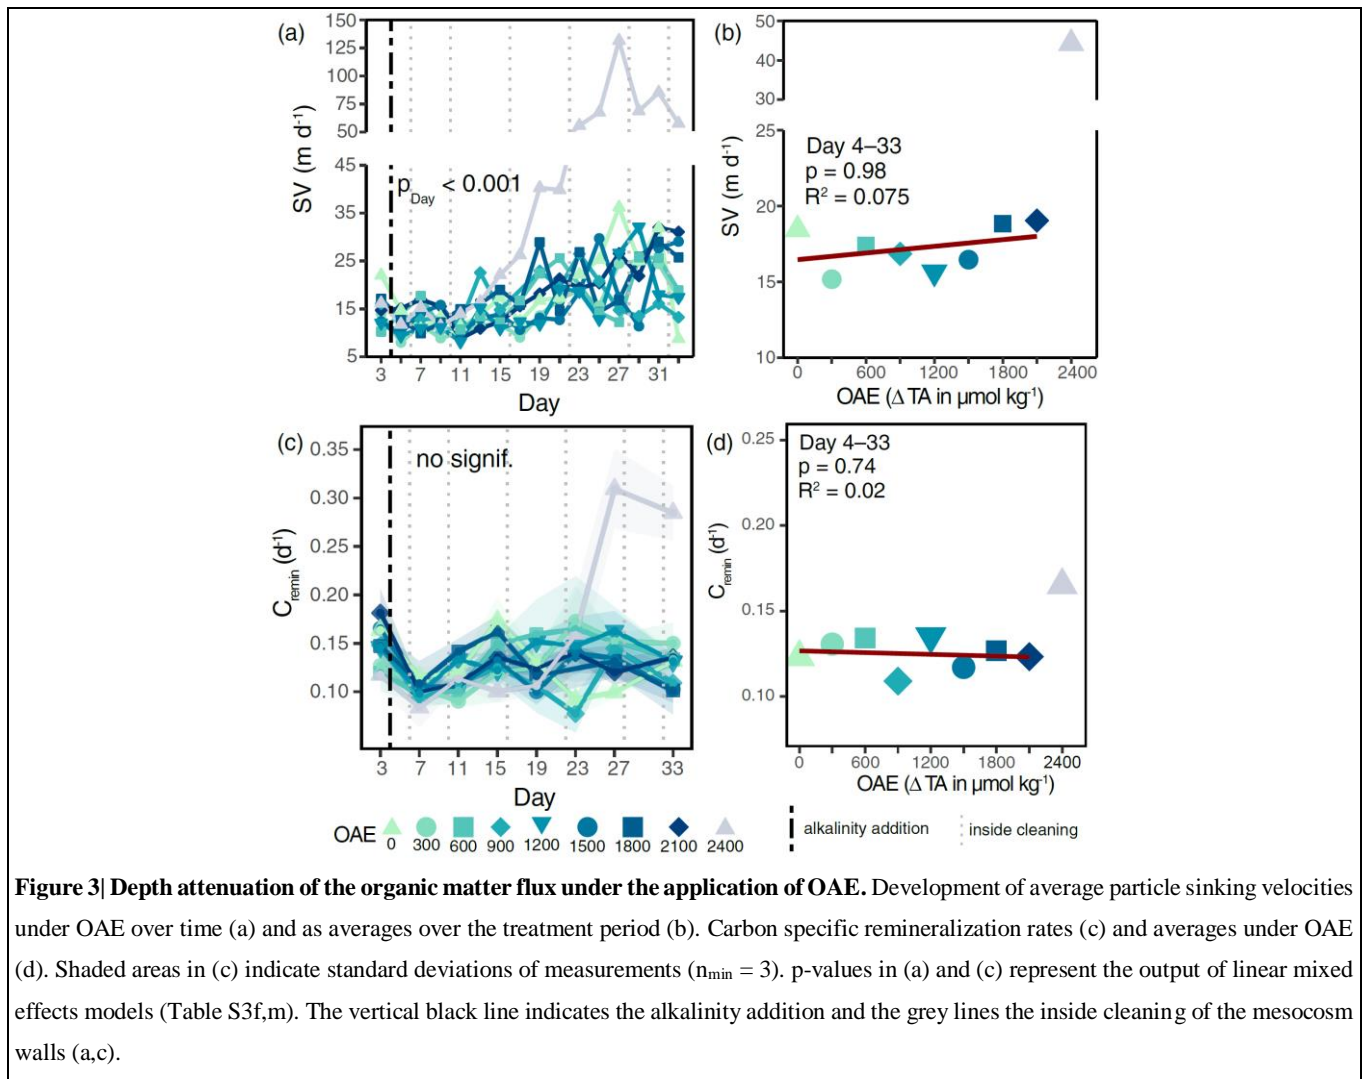 (a)
150
125
100
75
50
45
35
25
15
5
SV (m d⁻¹)
p_Day < 0.001
3 7 11 15 19 23 27 31
Day
(b)
50
40
30
25
20
15
10
SV (m d⁻¹)
Day 4–33
p = 0.98
R² = 0.075
0 600 1200 1800 2400
OAE (Δ TA in µmol kg⁻¹)
(c)
0.35
0.30
0.25
0.20
0.15
0.10
C_remin (d⁻¹)
no signif.
3 7 11 15 19 23 27 33
Day
(d)
0.25
0.20
0.15
0.10
C_remin (d⁻¹)
Day 4–33
p = 0.74
R² = 0.02
0 600 1200 1800 2400
OAE (Δ TA in µmol kg⁻¹)
OAE 0 300 600 900 1200 1500 1800 2100 2400
alkalinity addition
inside cleaning
Figure 3| Depth attenuation of the organic matter flux under the application of OAE. Development of average particle sinking velocities
under OAE over time (a) and as averages over the treatment period (b). Carbon specific remineralization rates (c) and averages under OAE
(d). Shaded areas in (c) indicate standard deviations of measurements (n_min = 3). p-values in (a) and (c) represent the output of linear mixed
effects models (Table S3f,m). The vertical black line indicates the alkalinity addition and the grey lines the inside cleaning of the mesocosm
walls (a,c).